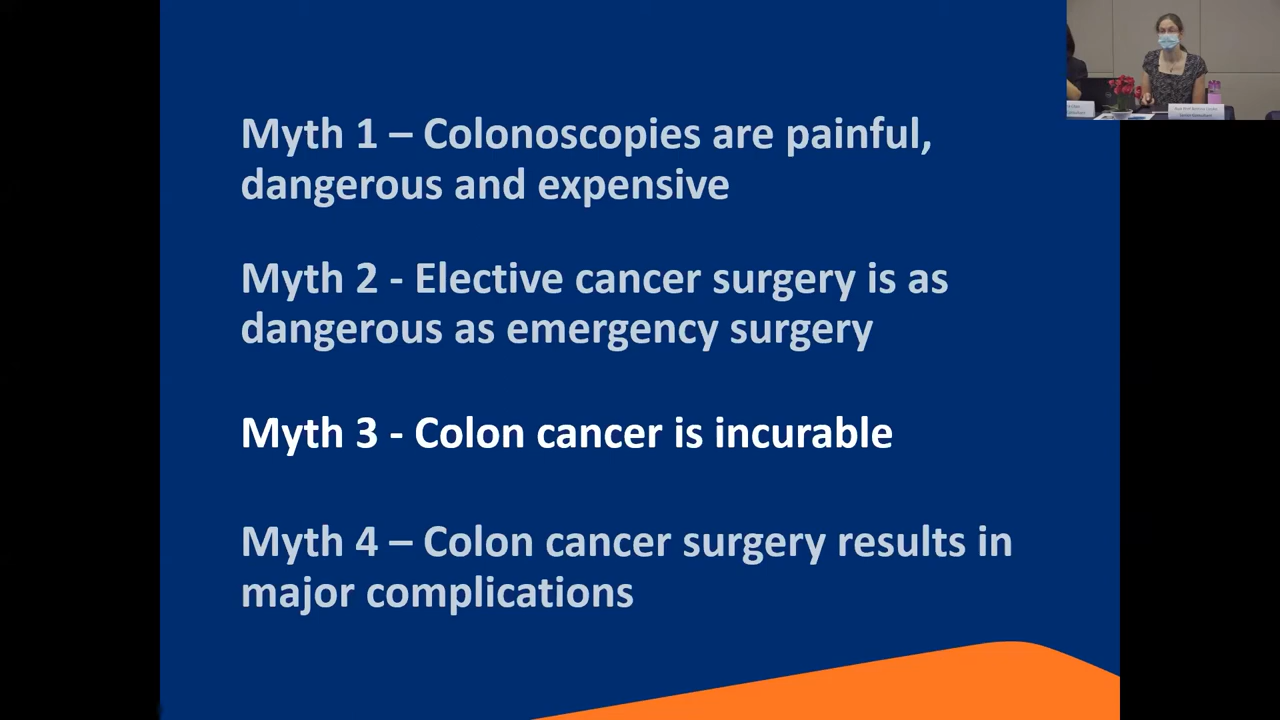 Myth 1 – Colonoscopies are painful,
dangerous and expensive
Myth 2 - Elective cancer surgery is as
dangerous as emergency surgery
Myth 3 - Colon cancer is incurable
Myth 4 – Colon cancer surgery results in
major complications